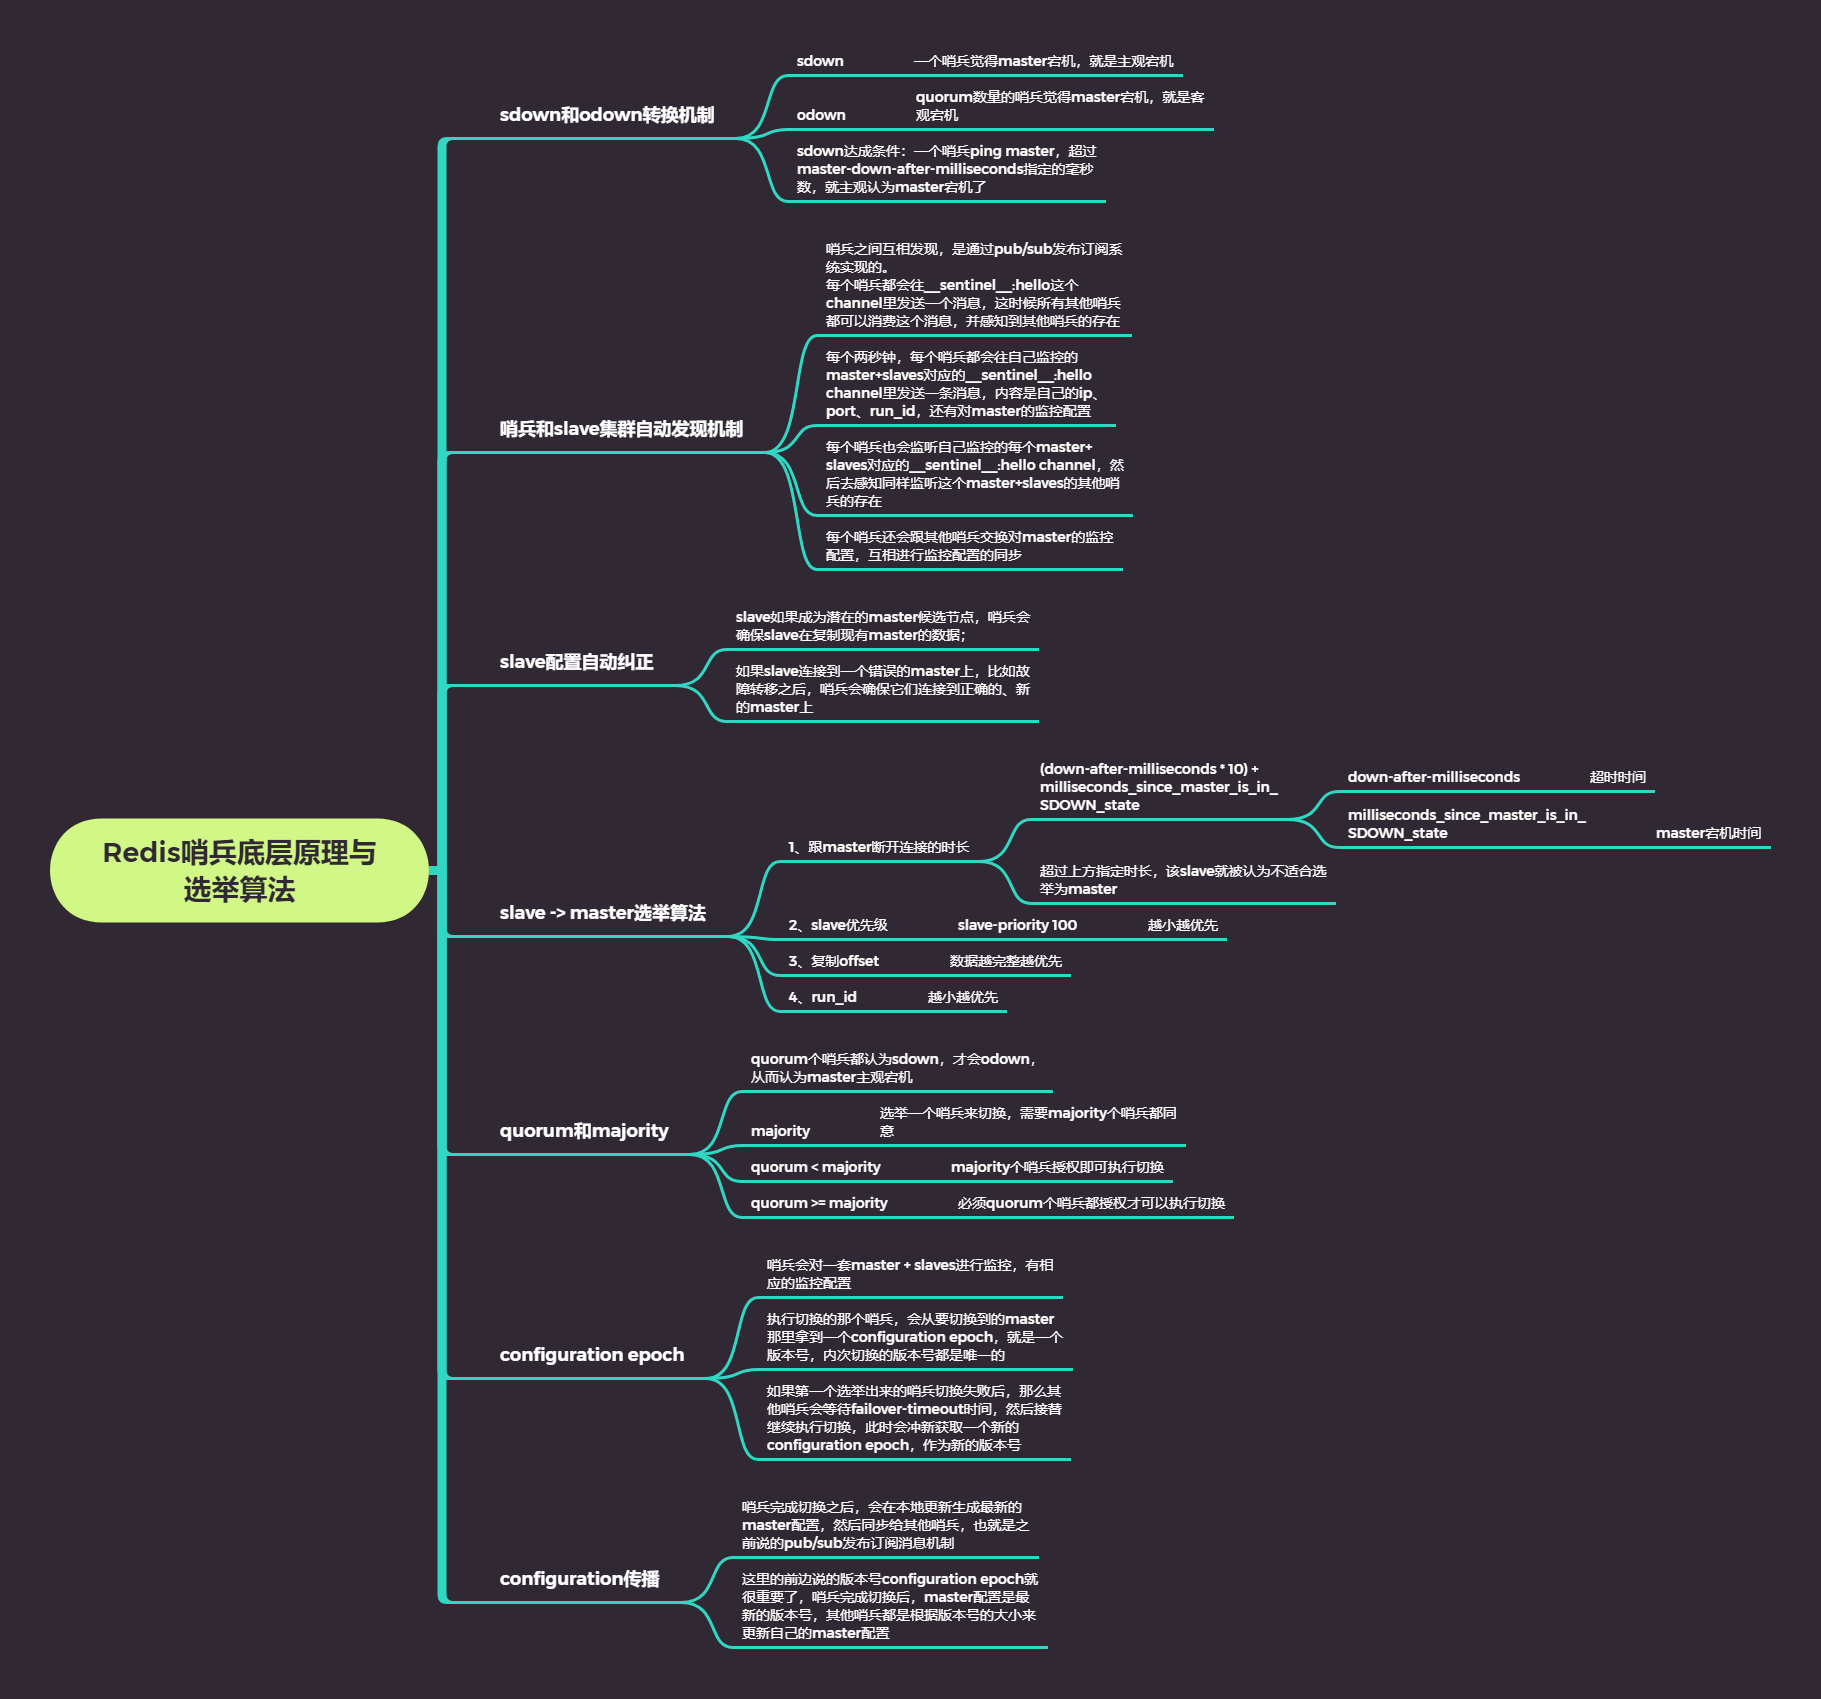 Redis哨兵底层原理与
选举算法
sdown和odown转换机制
sdown
一个哨兵觉得master宕机，就是主观宕机
odown
quorum数量的哨兵觉得master宕机，就是客
观宕机
sdown达成条件：一个哨兵ping master，超过
master-down-after-milliseconds指定的毫秒
数，就主观认为master宕机了
哨兵和slave集群自动发现机制
哨兵之间互相发现，是通过pub/sub发布订阅系
统实现的。
每个哨兵都会往__sentinel__:hello这个
channel里发送一个消息，这时候所有其他哨兵
都可以消费这个消息，并感知到其他哨兵的存在
每个两秒钟，每个哨兵都会往自己监控的
master+slaves对应的__sentinel__:hello
channel里发送一条消息，内容是自己的ip、
port、run_id，还有对master的监控配置
每个哨兵也会监听自己监控的每个master+
slaves对应的__sentinel__:hello channel，然
后去感知同样监听这个master+slaves的其他哨
兵的存在
每个哨兵还会跟其他哨兵交换对master的监控
配置，互相进行监控配置的同步
slave配置自动纠正
slave如果成为潜在的master候选节点，哨兵会
确保slave在复制现有master的数据；
如果slave连接到一个错误的master上，比如故
障转移之后，哨兵会确保它们连接到正确的、新
的master上
slave -> master选举算法
1、跟master断开连接的时长
(down-after-milliseconds * 10) +
milliseconds_since_master_is_in_
SDOWN_state
down-after-milliseconds
超时时间
milliseconds_since_master_is_in_
SDOWN_state
master宕机时间
超过上方指定时长，该slave就被认为不适合选
举为master
2、slave优先级
slave-priority 100
越小越优先
3、复制offset
数据越完整越优先
4、run_id
越小越优先
quorum和majority
quorum个哨兵都认为sdown，才会odown，
从而认为master主观宕机
majority
选举一个哨兵来切换，需要majority个哨兵都同
意
quorum < majority
majority个哨兵授权即可执行切换
quorum >= majority
必须quorum个哨兵都授权才可以执行切换
configuration epoch
哨兵会对一套master + slaves进行监控，有相
应的监控配置
执行切换的那个哨兵，会从要切换到的master
那里拿到一个configuration epoch，就是一个
版本号，内次切换的版本号都是唯一的
如果第一个选举出来的哨兵切换失败后，那么其
他哨兵会等待failover-timeout时间，然后接替
继续执行切换，此时会冲新获取一个新的
configuration epoch，作为新的版本号
configuration传播
哨兵完成切换之后，会在本地更新生成最新的
master配置，然后同步给其他哨兵，也就是之
前说的pub/sub发布订阅消息机制
这里的前边说的版本号configuration epoch就
很重要了，哨兵完成切换后，master配置是最
新的版本号，其他哨兵都是根据版本号的大小来
更新自己的master配置